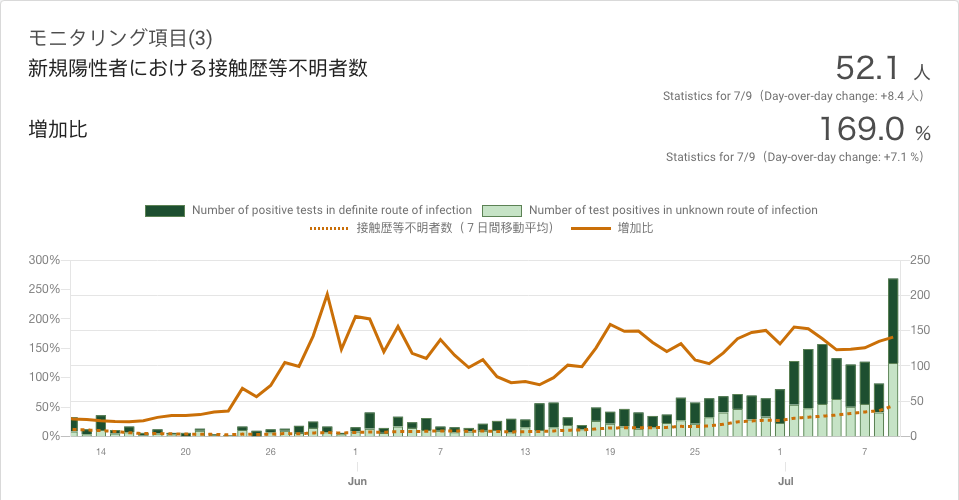 モニタリング項目(3)
新規陽性者における接触歴等不明者数
52.1 人
Statistics for 7/9（Day-over-day change: +8.4 人）
増加比
169.0 %
Statistics for 7/9（Day-over-day change: +7.1 %）
Number of positive tests in definite route of infection Number of test positives in unknown route of infection
接触歴等不明者数（７日間移動平均） 増加比
300% 250
250%
200% 200
150% 150
100% 100
50% 50
0% 0
14 20 26 1 7 13 19 25 1 7
Jun Jul